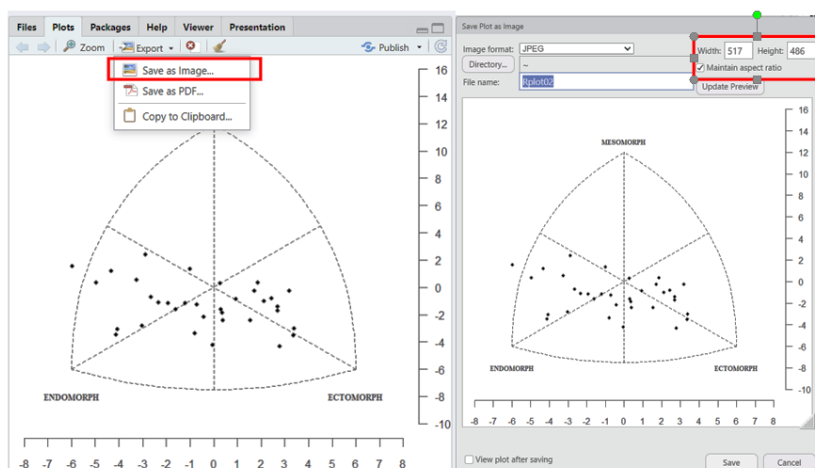 Files Plots Packages Help Viewer Presentation
Zoom Export Publish
Save as Image...
Save as PDF...
Copy to Clipboard...
16
14
12
10
8
6
4
2
0
-2
-4
-6
-8
-10
ENDOMORPH ECTOMORPH
-8 -7 -6 -5 -4 -3 -2 -1 0 1 2 3 4 5 6 7 8
Save Plot as Image
Image format: JPEG
Directory... ~
File name: Rplot02
Width: 517 Height: 486
Maintain aspect ratio
Update Preview
16
14
MESOMORPH
12
10
8
6
4
2
0
-2
-4
-6
-8
-10
ENDOMORPH ECTOMORPH
-8 -7 -6 -5 -4 -3 -2 -1 0 1 2 3 4 5 6 7 8
View plot after saving
Save Cancel